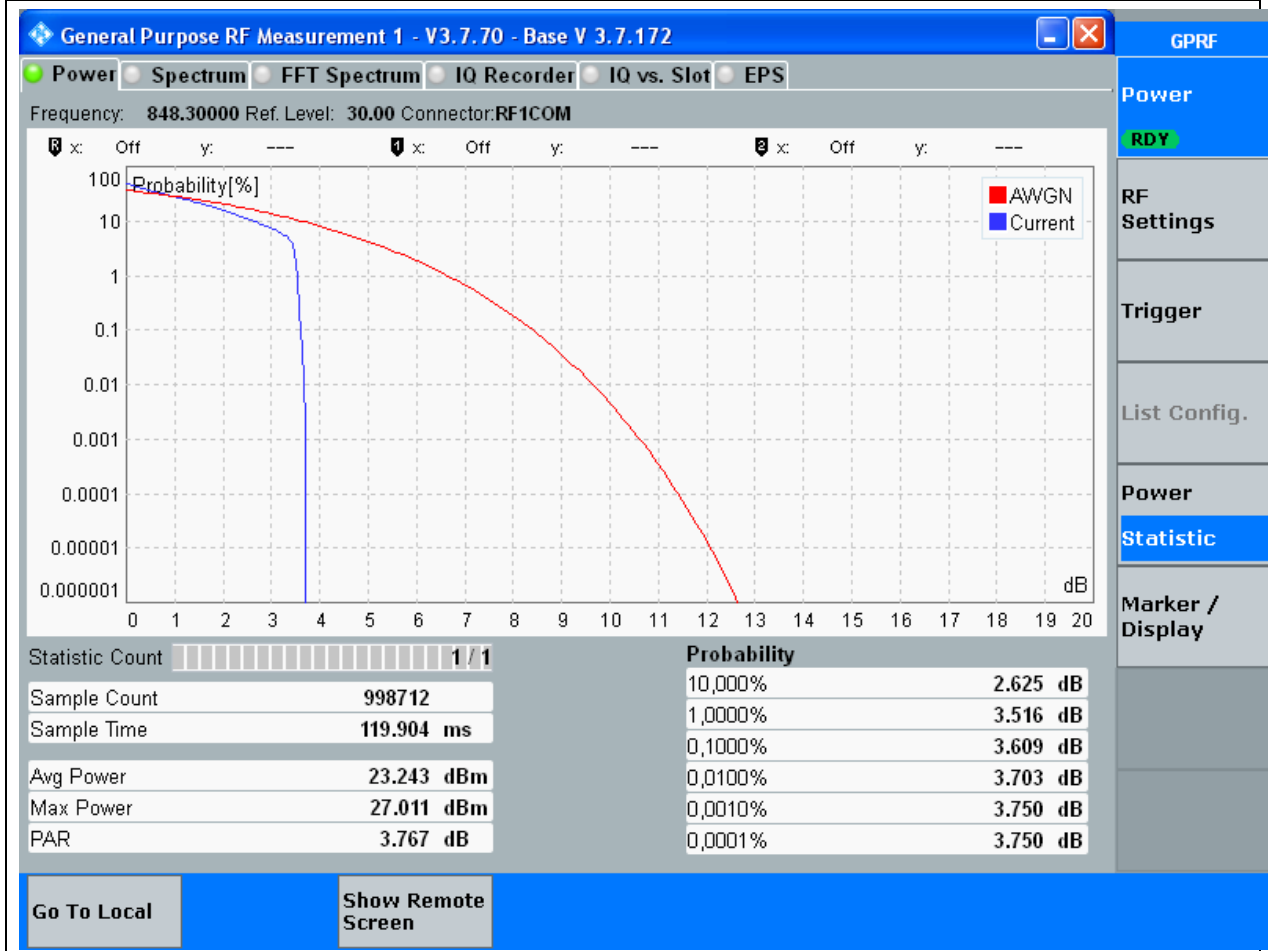 General Purpose RF Measurement 1 - V3.7.70 - Base V 3.7.172
GPRF
Power Spectrum FFT Spectrum IQ Recorder IQ vs. Slot EPS
Frequency: 848.30000 Ref. Level: 30.00 Connector:RF1COM
R x: Off y: --- 1 x: Off y: --- 2 x: Off y: ---
Probability[%]
AWGN
Current
100
10
1
0.1
0.01
0.001
0.0001
0.00001
0.000001
dB
0 1 2 3 4 5 6 7 8 9 10 11 12 13 14 15 16 17 18 19 20
Statistic Count 1 / 1
Sample Count 998712
Sample Time 119.904 ms
Avg Power 23.243 dBm
Max Power 27.011 dBm
PAR 3.767 dB
Probability
10,000% 2.625 dB
1,0000% 3.516 dB
0,1000% 3.609 dB
0,0100% 3.703 dB
0,0010% 3.750 dB
0,0001% 3.750 dB
Power
RDY
RF
Settings
Trigger
List Config.
Power
Statistic
Marker /
Display
Go To Local
Show Remote
Screen